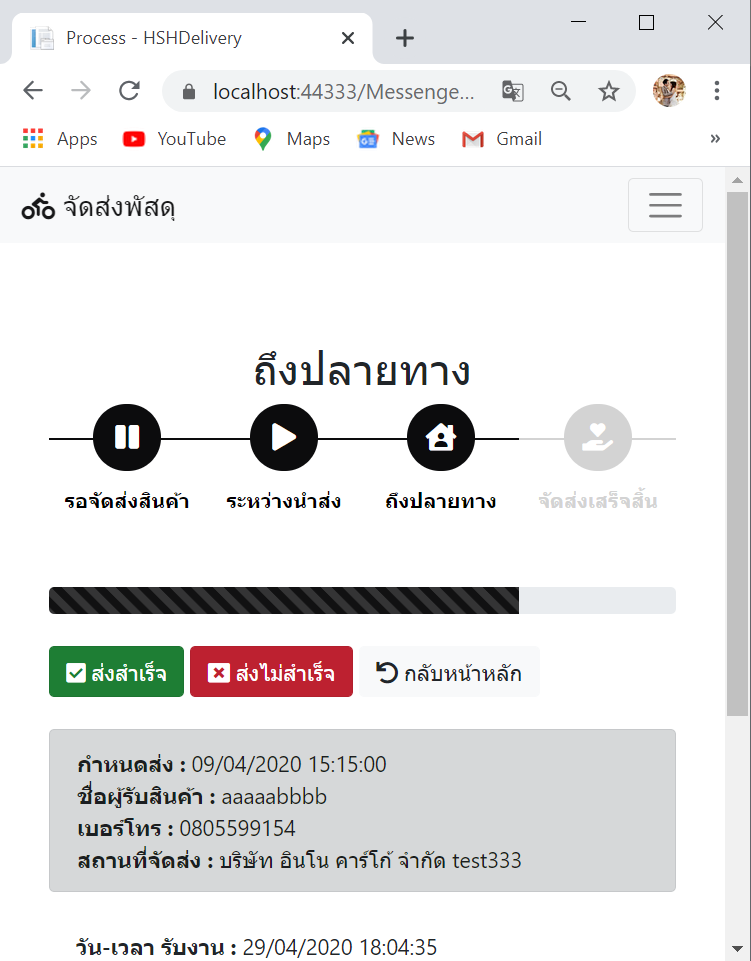 Process - HSHDelivery
localhost:44333/Messenge...
Apps YouTube Maps News Gmail »
จัดส่งพัสดุ
ถึงปลายทาง
รอจัดส่งสินค้า ระหว่างนำส่ง ถึงปลายทาง จัดส่งเสร็จสิ้น
ส่งสำเร็จ ส่งไม่สำเร็จ กลับหน้าหลัก
กำหนดส่ง : 09/04/2020 15:15:00
ชื่อผู้รับสินค้า : aaaaabbbb
เบอร์โทร : 0805599154
สถานที่จัดส่ง : บริษัท อินโน คาร์โก้ จำกัด test333
วัน-เวลา รับงาน : 29/04/2020 18:04:35